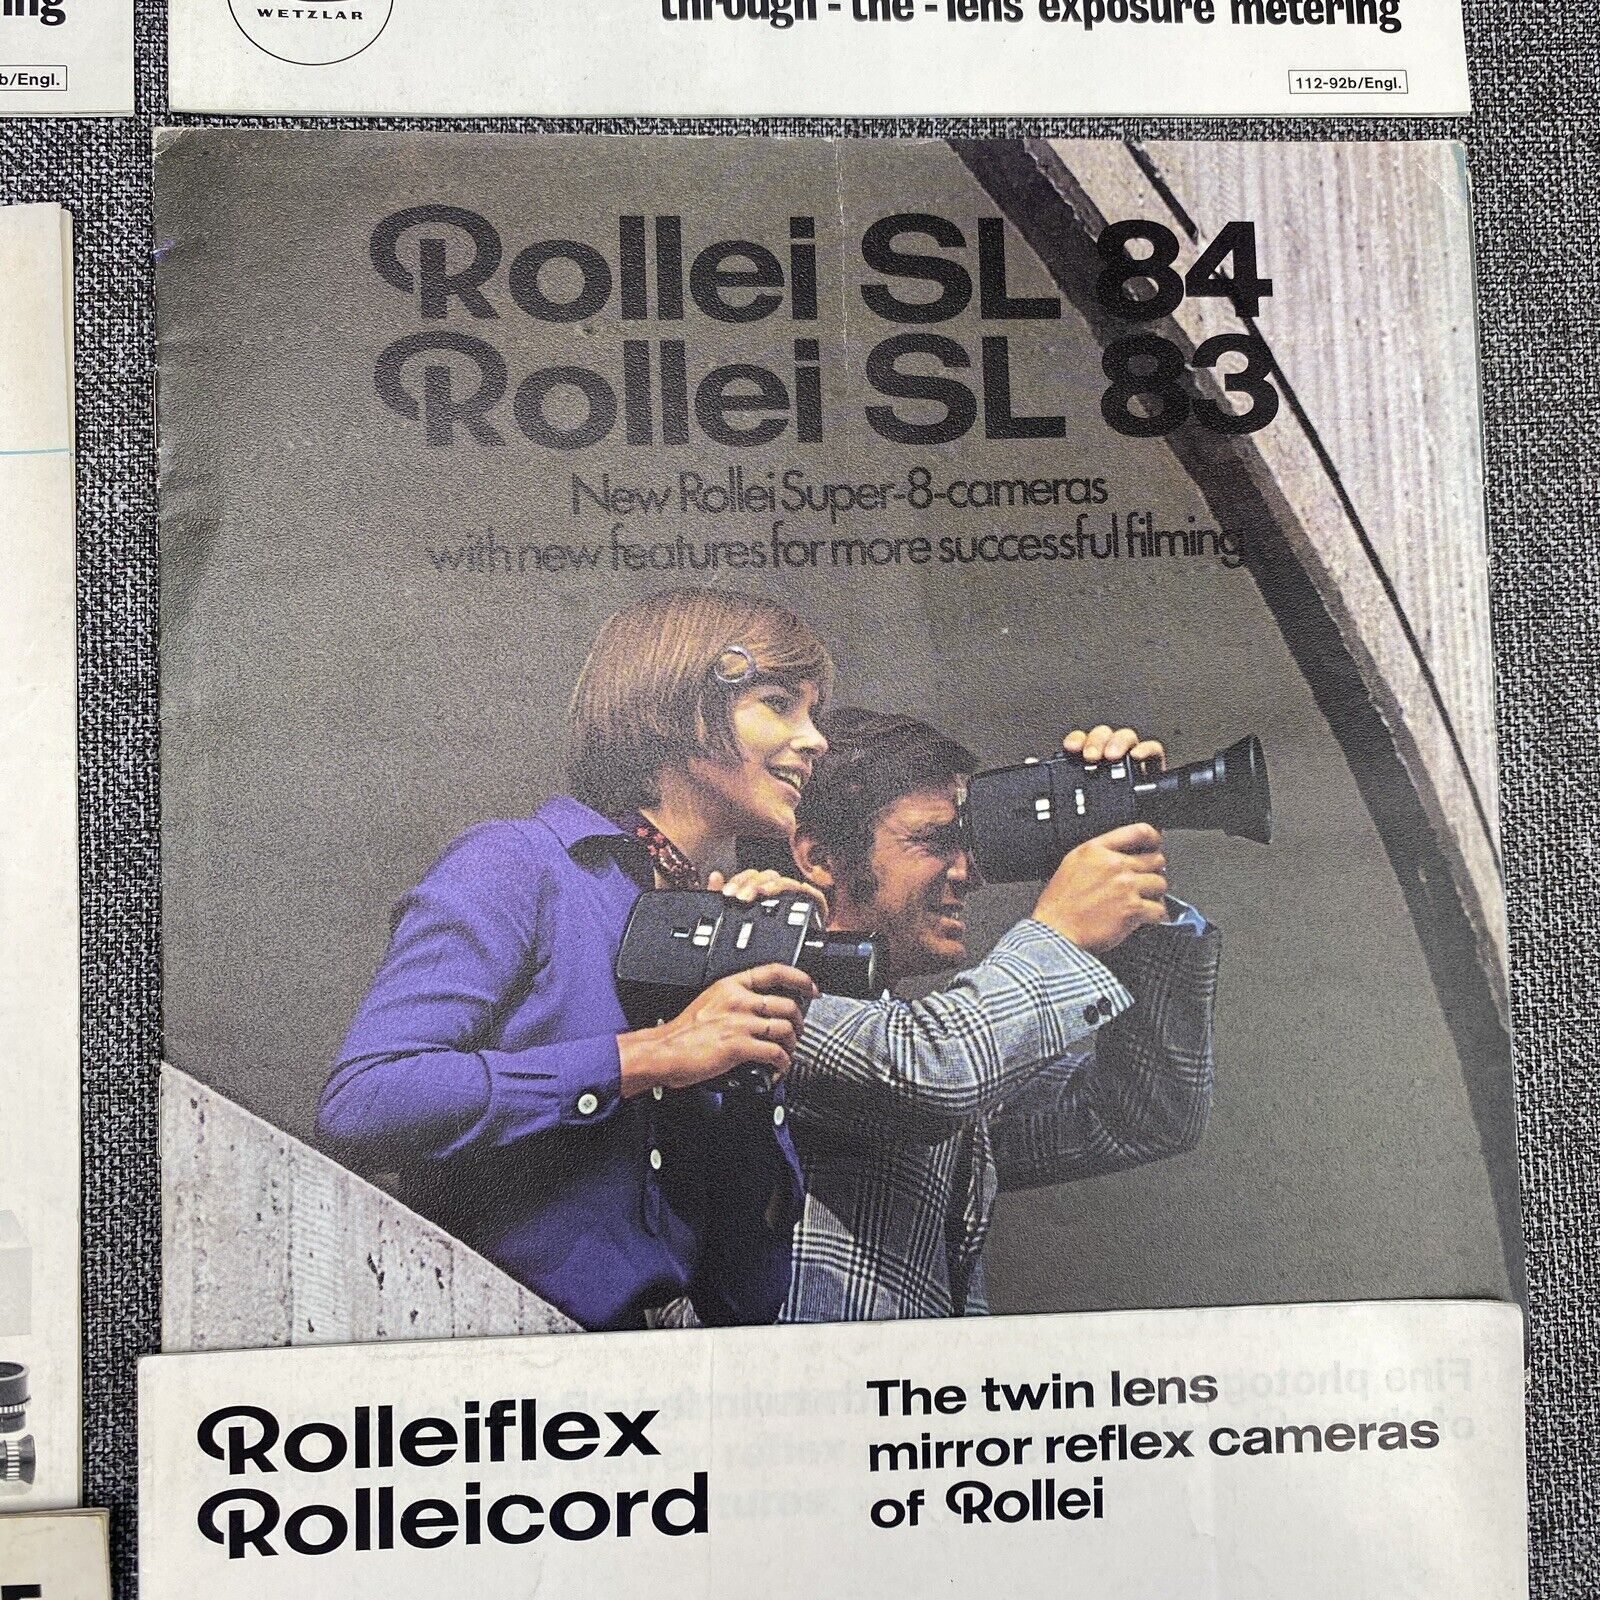 ing
WETZLAR
through-the-lens exposure metering
b/Engl.
112-92b/Engl.
Rollei SL 84
Rollei SL 83
New Rollei Super-8-cameras
with new features for more successful filming
Rolleiflex
Rolleicord
The twin lens
mirror reflex cameras
of Rollei